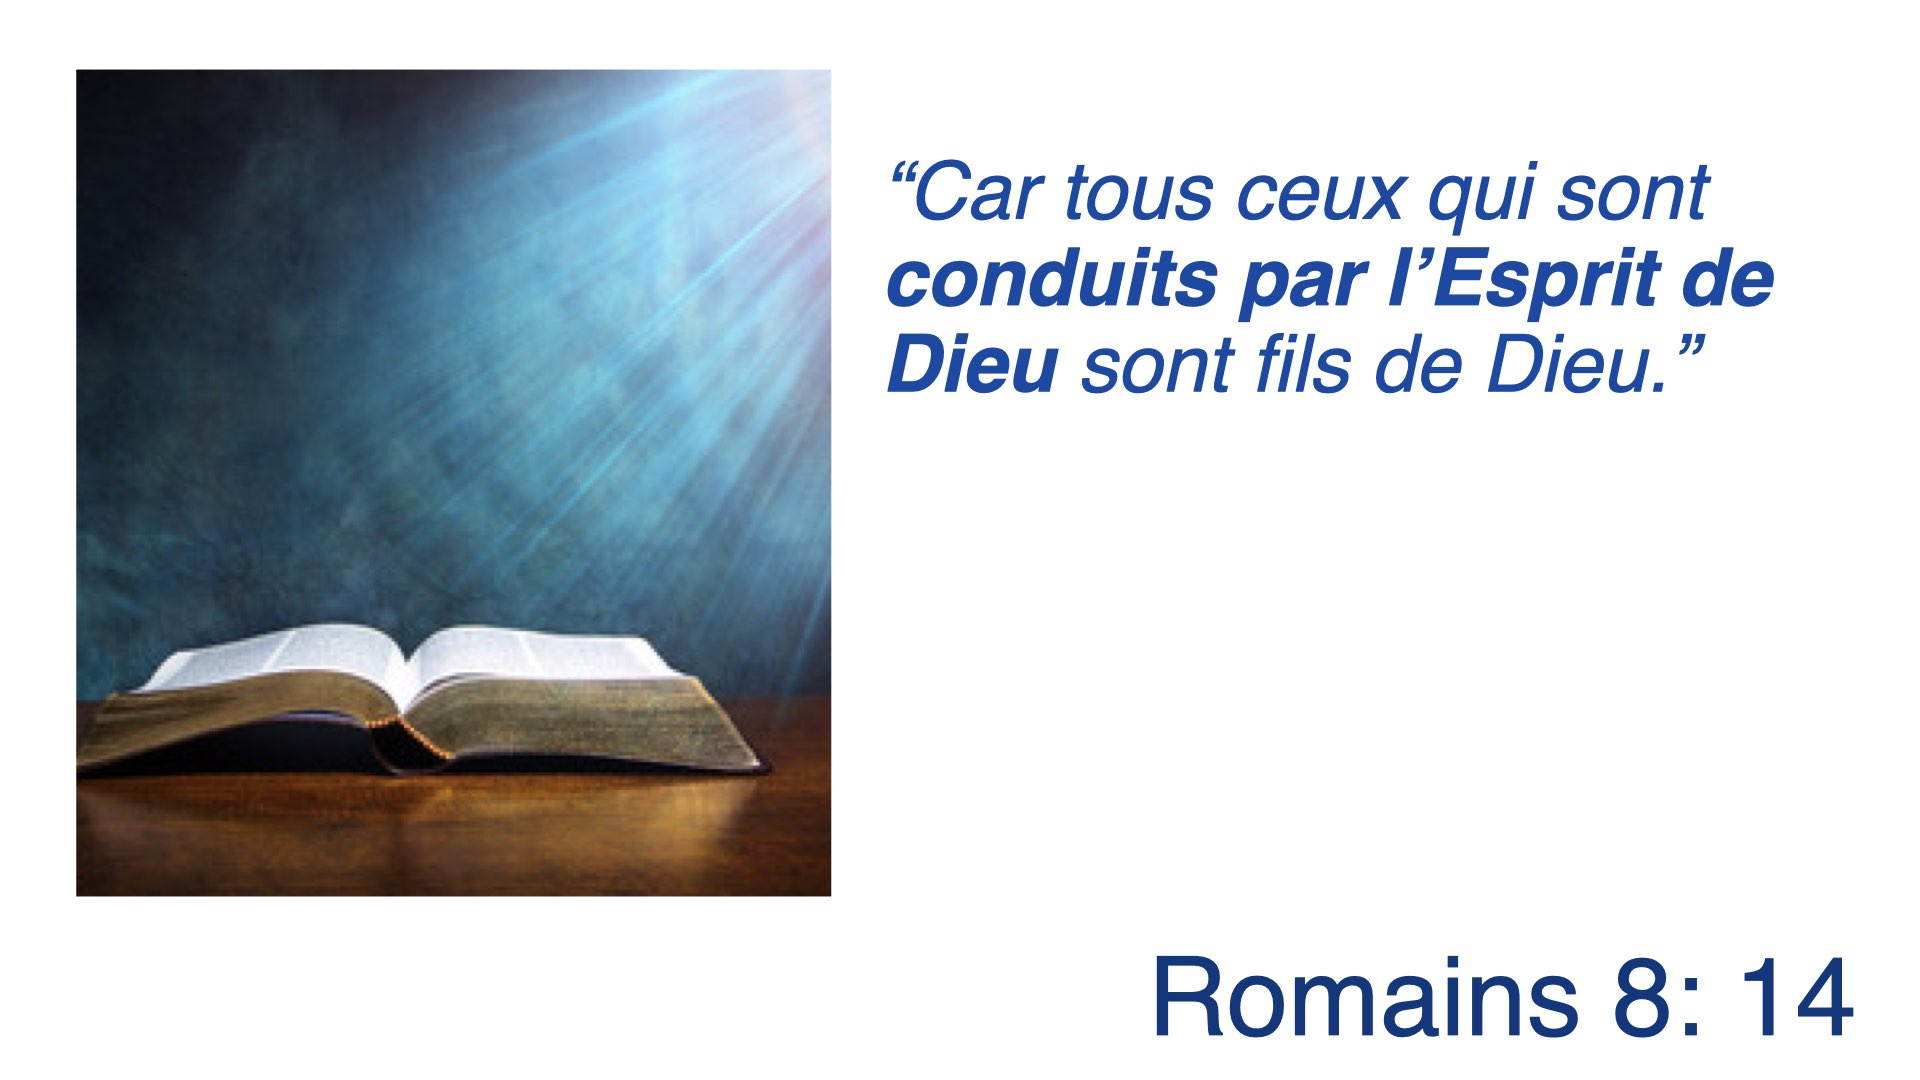 “Car tous ceux qui sont
conduits par l’Esprit de
Dieu sont fils de Dieu.”
Romains 8: 14